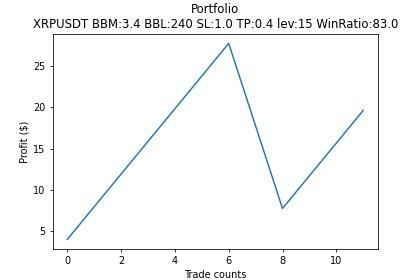 Portfolio
XRPUSDT BBM:3.4 BBL:240 SL:1.0 TP:0.4 lev:15 WinRatio:83.0
25
20
15
10
5
Profit ($)
0 2 4 6 8 10
Trade counts